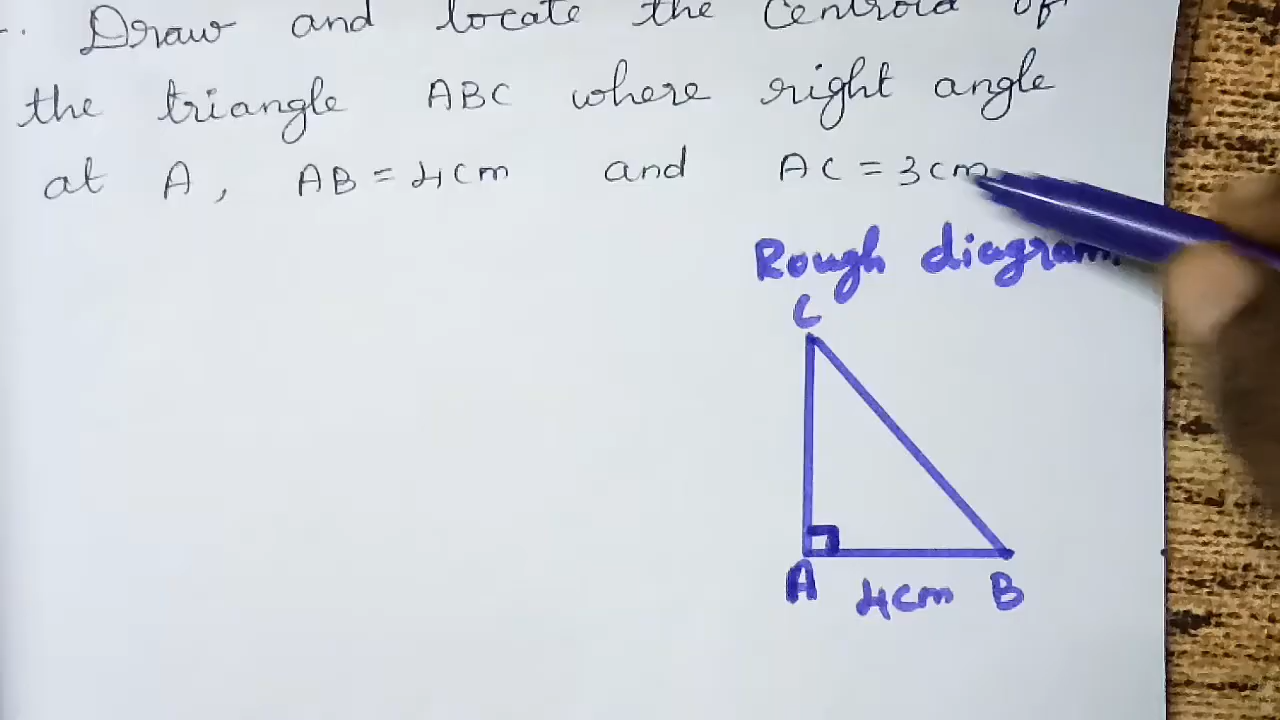 Draw and locate the Centroid of
the triangle ABC where right angle
at A, AB = 4cm and AC = 3cm
Rough diagram
C
A 4cm B